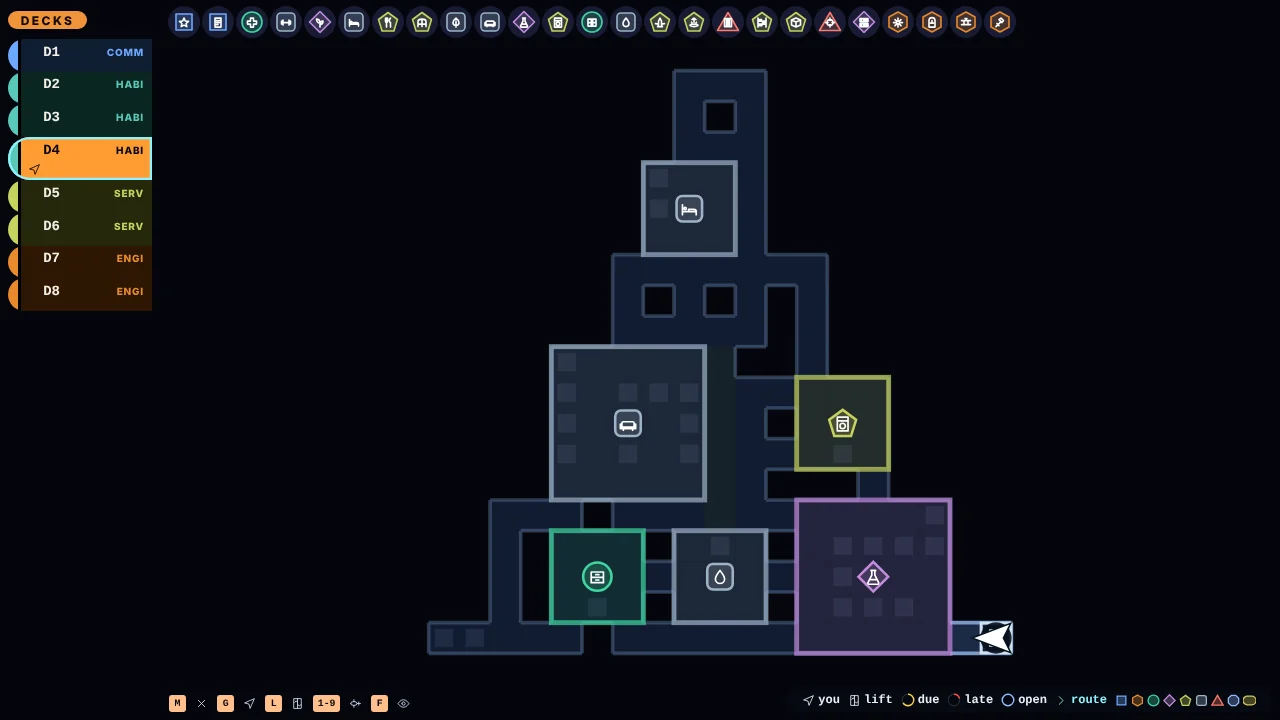 DECKS
D1 COMM
D2 HABI
D3 HABI
D4 HABI
D5 SERV
D6 SERV
D7 ENGI
D8 ENGI
M G L 1-9 F
you lift due late open route